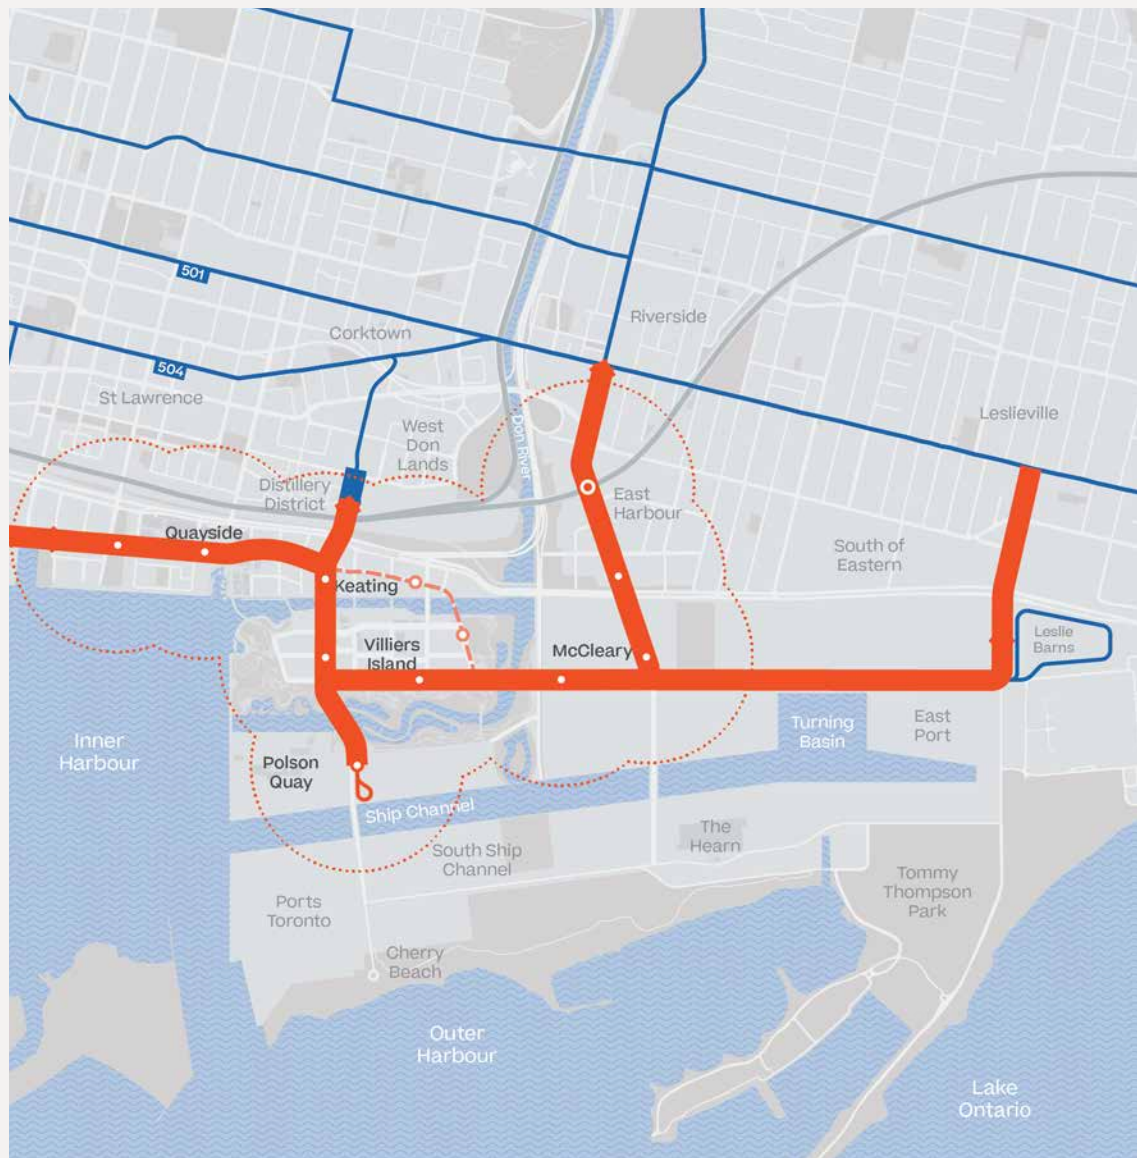 501
Riverside
Corktown
504
St Lawrence
Leslieville
West
Don
Lands
Don River
Distillery
District
East
Harbour
Quayside
South of
Eastern
Keating
Villiers
Island
McCleary
Leslie
Barns
Inner
Harbour
Turning
Basin
East
Port
Polson
Quay
Ship Channel
The
Hearn
South Ship
Channel
Tommy
Thompson
Park
Ports
Toronto
Cherry
Beach
Outer
Harbour
Lake
Ontario